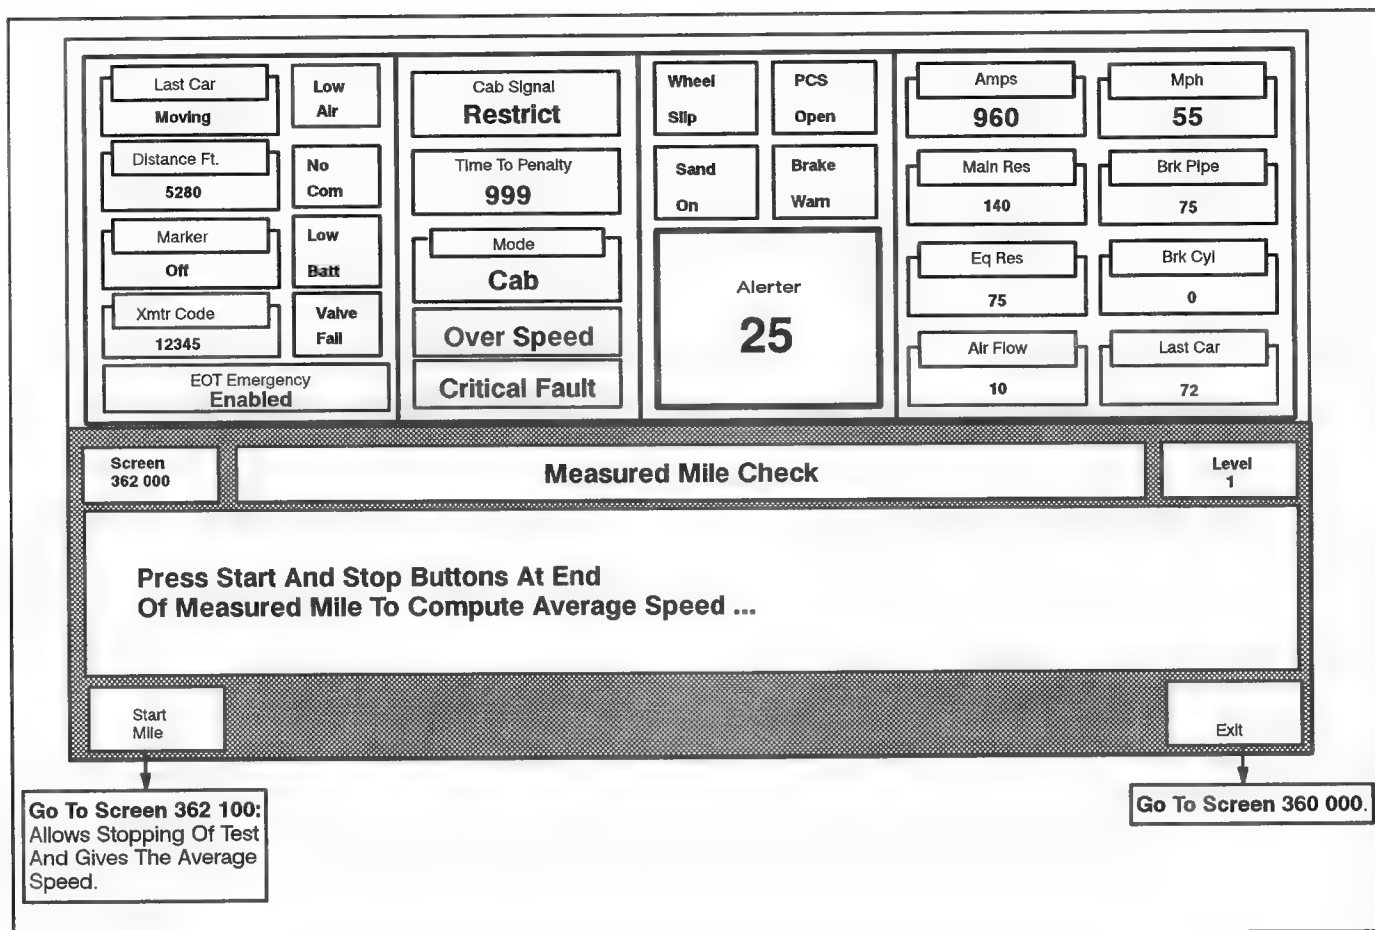 Last Car
Moving
Low
Air
Distance Ft.
5280
No
Com
Marker
Off
Low
Batt
Xmtr Code
12345
Valve
Fail
EOT Emergency
Enabled
Cab Signal
Restrict
Time To Penalty
999
Mode
Cab
Over Speed
Critical Fault
Wheel
Slip
PCS
Open
Sand
On
Brake
Warn
Alerter
25
Amps
960
Mph
55
Main Res
140
Brk Pipe
75
Eq Res
75
Brk Cyl
0
Air Flow
10
Last Car
72
Screen
362 000
Measured Mile Check
Level
1
Press Start And Stop Buttons At End
Of Measured Mile To Compute Average Speed ...
Start
Mile
Exit
Go To Screen 362 100:
Allows Stopping Of Test
And Gives The Average
Speed.
Go To Screen 360 000.